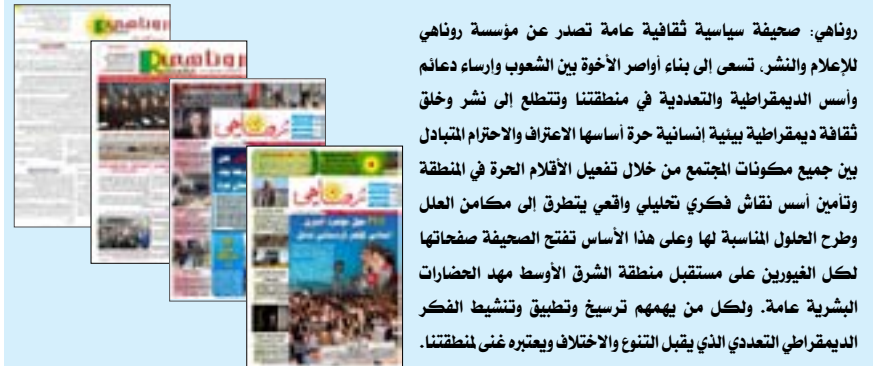 روناهي: صحيفة سياسية ثقافية عامة تصدر عن مؤسسة روناهي
للإعلام والنشر، تسعى إلى بناء أواصر الأخوة بين الشعوب وإرساء دعائم
وأسس الديمقراطية والتعددية في منطقتنا وتتطلع إلى نشر وخلق
ثقافة ديمقراطية بيئية إنسانية حرة أساسها الاعتراف والاحترام المتبادل
بين جميع مكونات المجتمع من خلال تفعيل الأقلام الحرة في المنطقة
وتأمين أسس نقاش فكري تحليلي واقعي يتطرق إلى مكامن العلل
وطرح الحلول المناسبة لها وعلى هذا الأساس تفتح الصحيفة صفحاتها
لكل الغيورين على مستقبل منطقة الشرق الأوسط مهد الحضارات
البشرية عامة. ولكل من يهمهم ترسيخ وتطبيق وتنشيط الفكر
الديمقراطي التعددي الذي يقبل التنوع والاختلاف ويعتبره غنى لمنطقتنا.